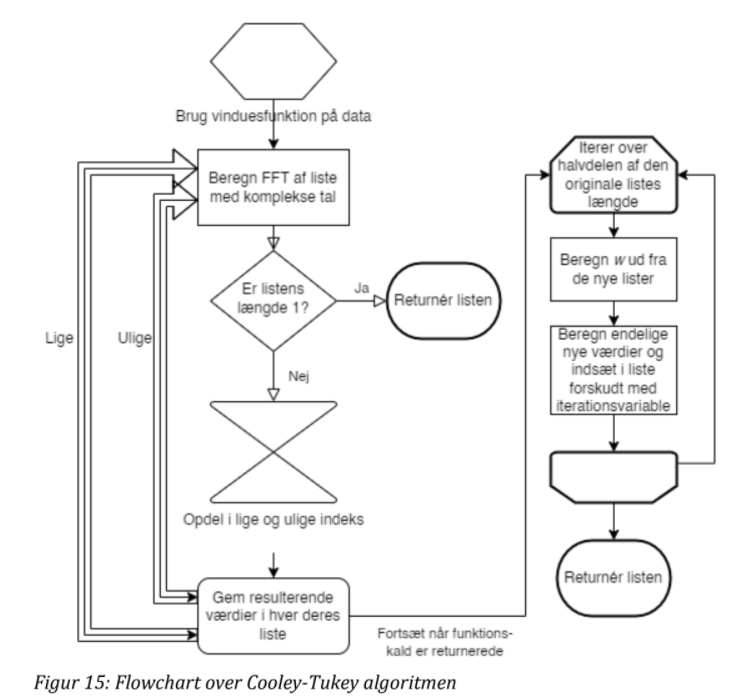 Brug vinduesfunktion på data
Beregn FFT af liste
med komplekse tal
Er listens
længde 1?
Ja
Returnér listen
Nej
Lige
Ulige
Opdel i lige og ulige indeks
Gem resulterende
værdier i hver deres
liste
Fortsæt når funktions-
kald er returnerede
Iterer over
halvdelen af den
originale listes
længde
Beregn w ud fra
de nye lister
Beregn endelige
nye værdier og
indsæt i liste
forskudt med
iterationsvariable
Returnér listen
Figur 15: Flowchart over Cooley-Tukey algoritmen